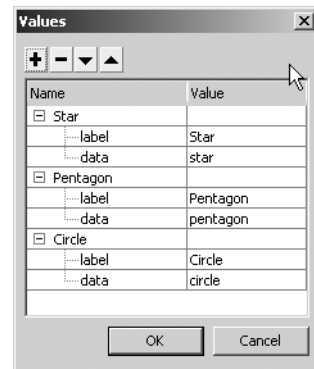 Values
Name Value
Star
label Star
data star
Pentagon
label Pentagon
data pentagon
Circle
label Circle
data circle
OK Cancel